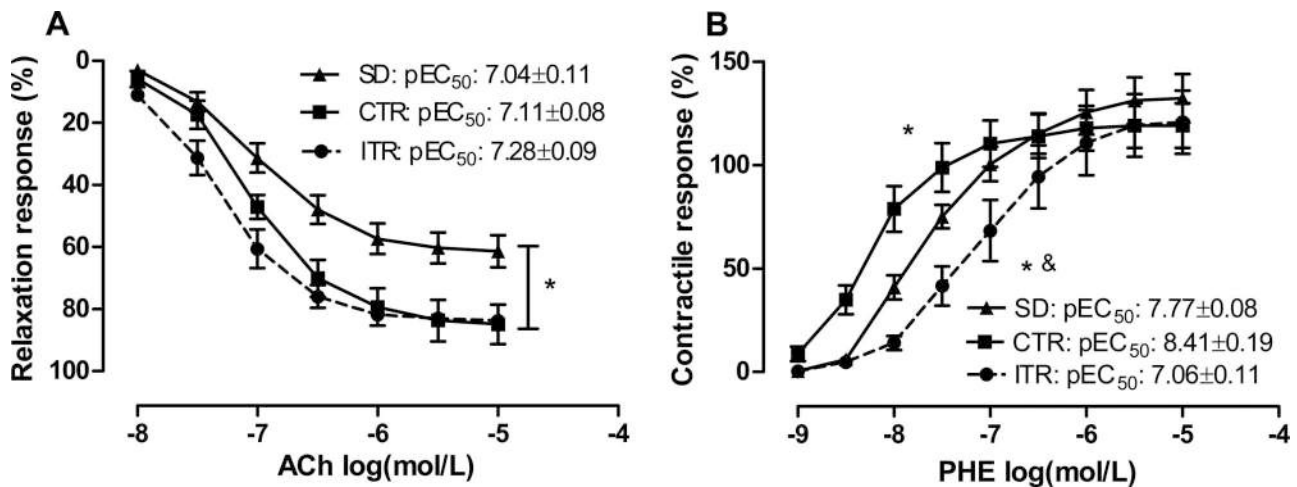 A
Relaxation response (%)
0
20
40
60
80
100
SD: pEC₅₀: 7.04±0.11
CTR: pEC₅₀: 7.11±0.08
ITR: pEC₅₀: 7.28±0.09
*
-8
-7
-6
-5
-4
ACh log(mol/L)
B
Contractile response (%)
150
100
50
0
*
* &
SD: pEC₅₀: 7.77±0.08
CTR: pEC₅₀: 8.41±0.19
ITR: pEC₅₀: 7.06±0.11
-9
-8
-7
-6
-5
-4
PHE log(mol/L)